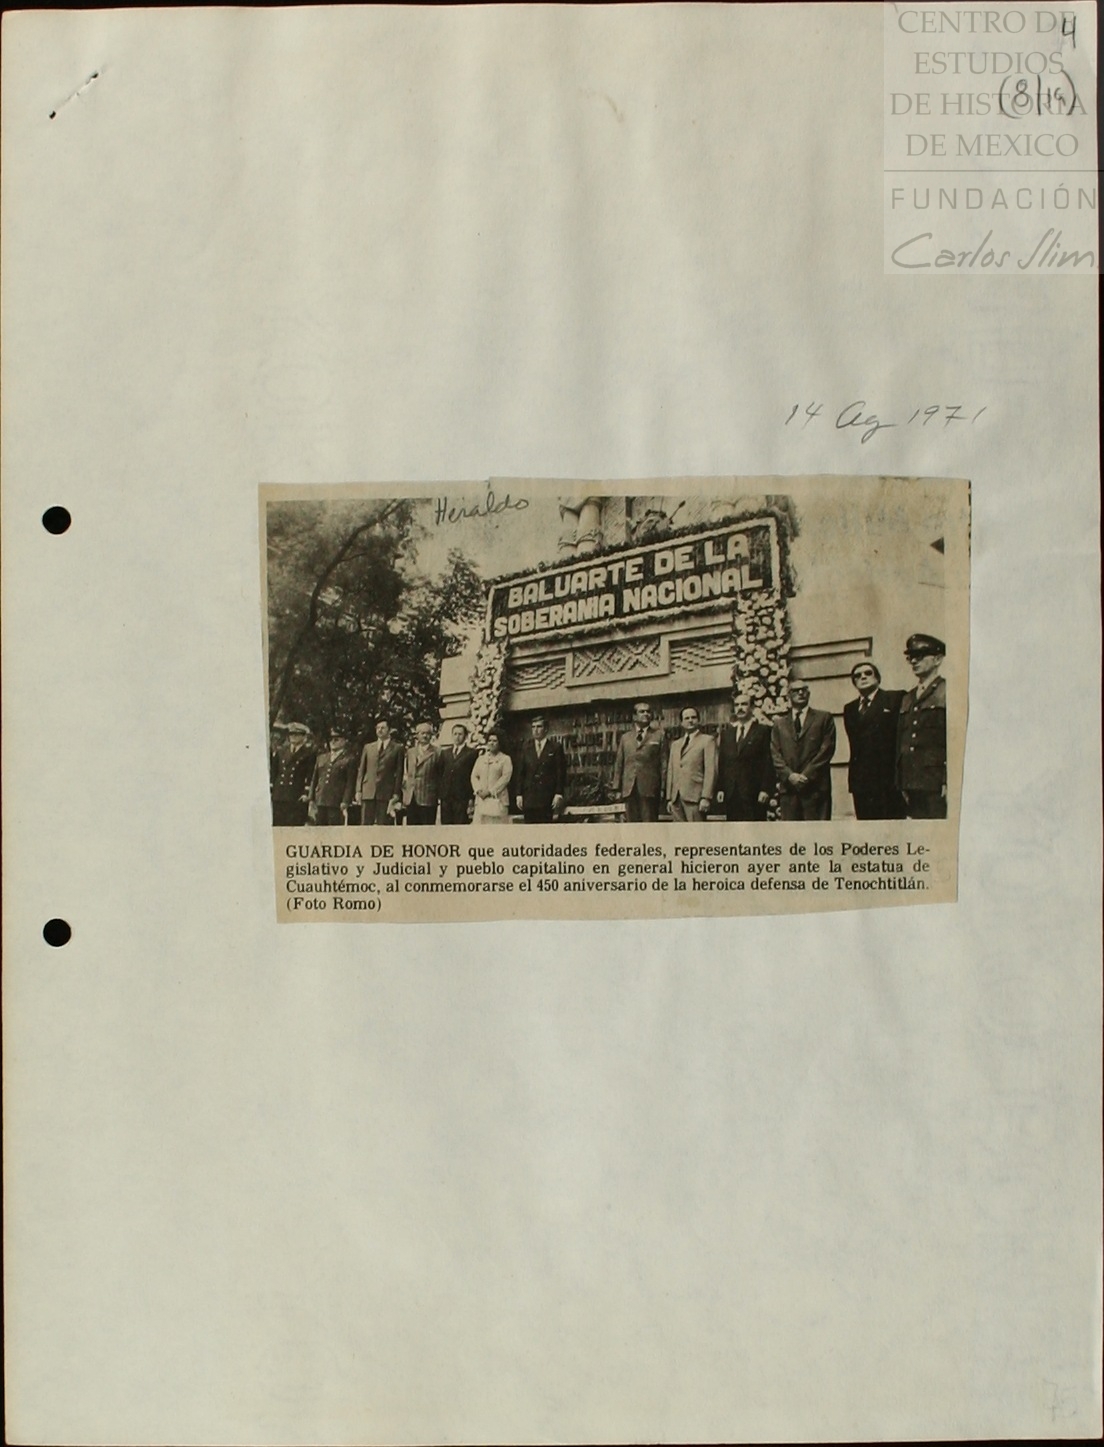 CENTRO DE
ESTUDIOS
DE HISTORIA
DE MEXICO
FUNDACIÓN
Carlos Slim
4
(8/19)
14 Ag 1971
Heraldo
BALUARTE DE LA
SOBERANIA NACIONAL
GUARDIA DE HONOR que autoridades federales, representantes de los Poderes Le-
gislativo y Judicial y pueblo capitalino en general hicieron ayer ante la estatua de
Cuauhtémoc, al conmemorarse el 450 aniversario de la heroica defensa de Tenochtitlán.
(Foto Romo)